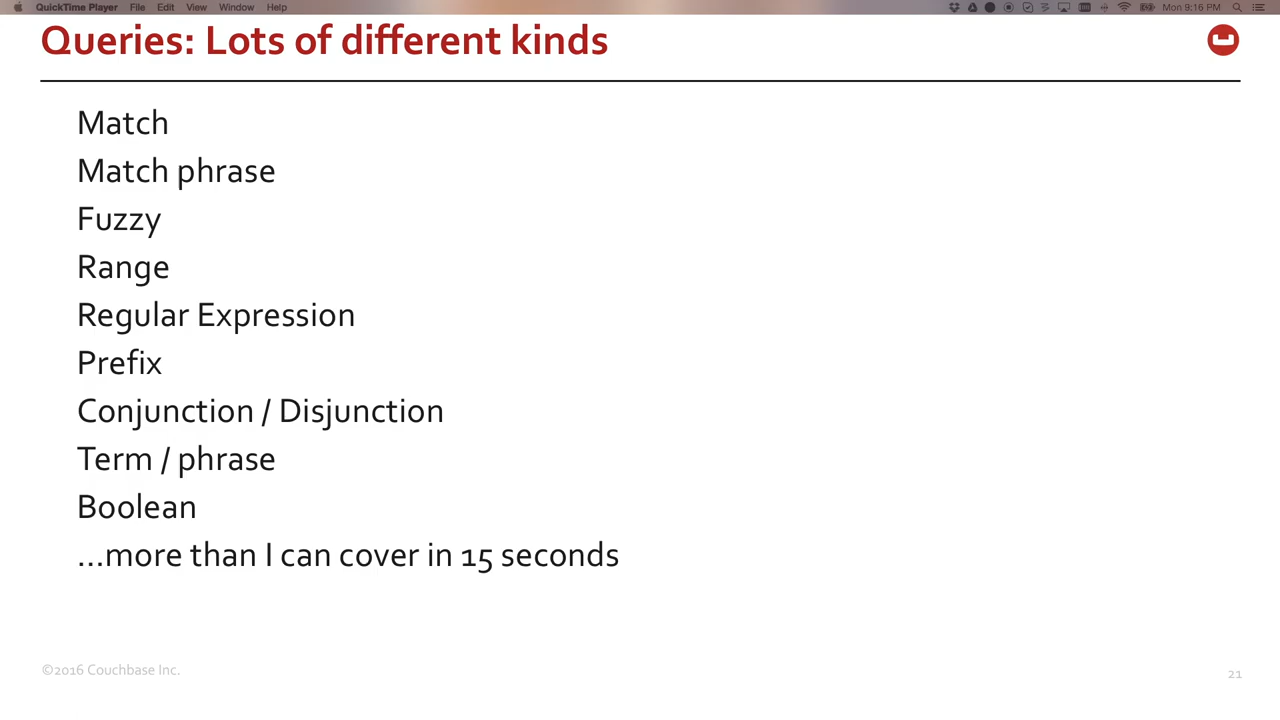 QuickTime Player File Edit View Window Help Mon 9:16 PM
Queries: Lots of different kinds
Match
Match phrase
Fuzzy
Range
Regular Expression
Prefix
Conjunction / Disjunction
Term / phrase
Boolean
...more than I can cover in 15 seconds
©2016 Couchbase Inc.
21